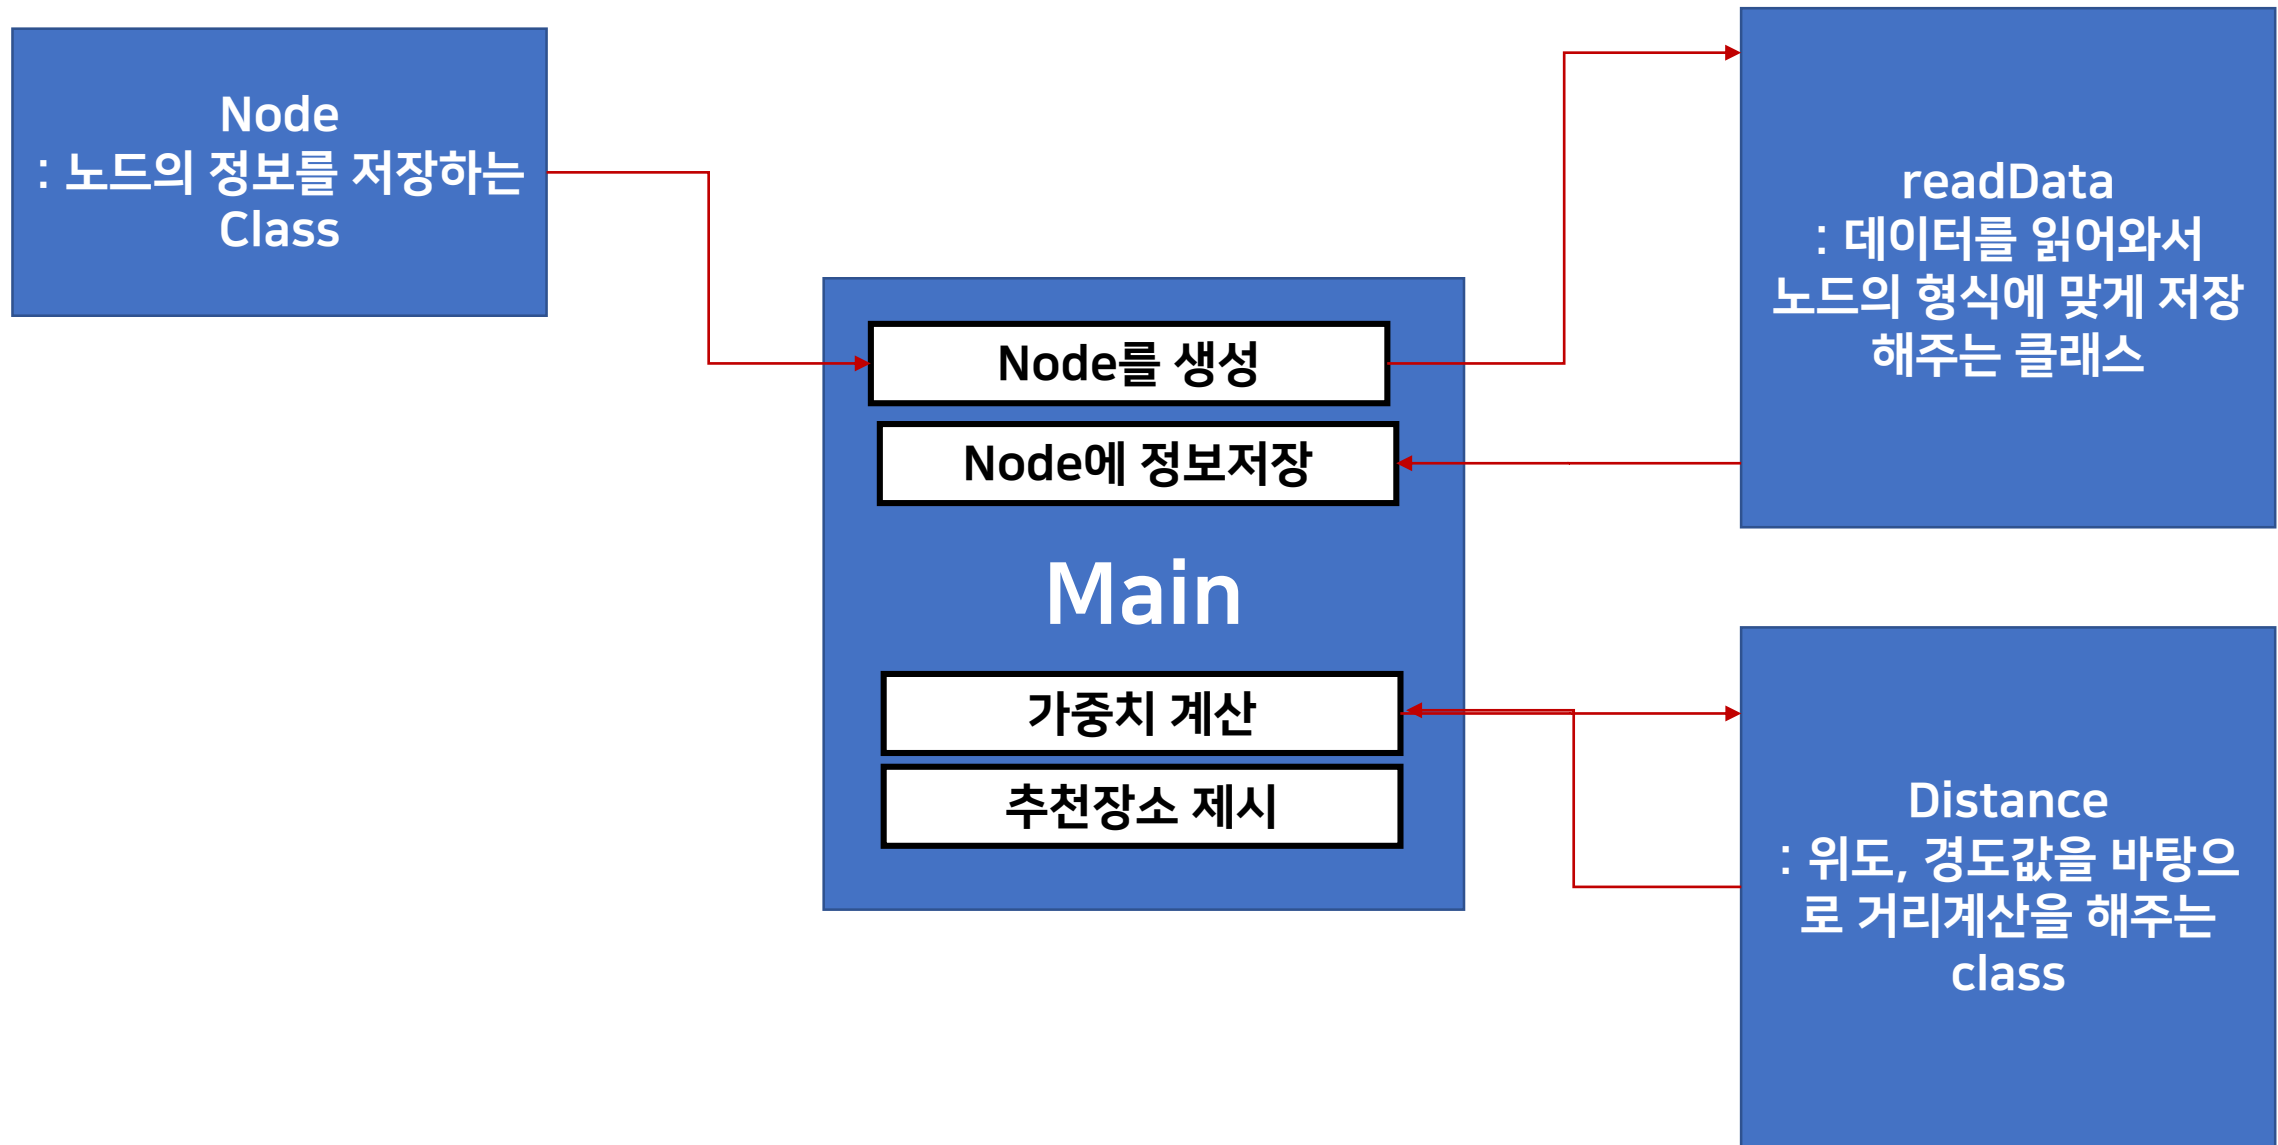 Node
: 노드의 정보를 저장하는
Class
readData
: 데이터를 읽어와서
노드의 형식에 맞게 저장
해주는 클래스
Node를 생성
Node에 정보저장
Main
가중치 계산
추천장소 제시
Distance
: 위도, 경도값을 바탕으
로 거리계산을 해주는
class